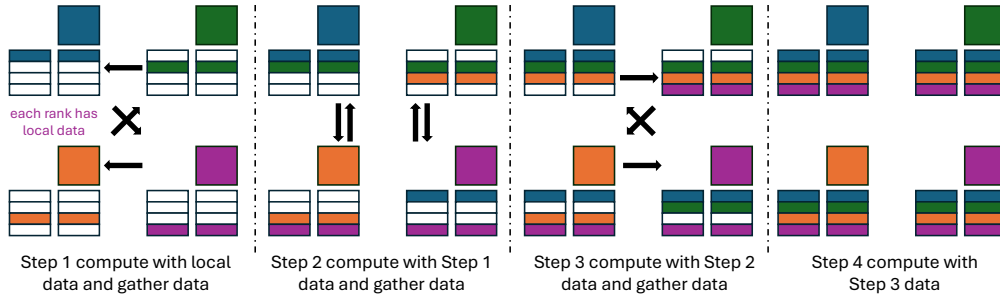 each rank has
local data
Step 1 compute with local
data and gather data
Step 2 compute with Step 1
data and gather data
Step 3 compute with Step 2
data and gather data
Step 4 compute with
Step 3 data